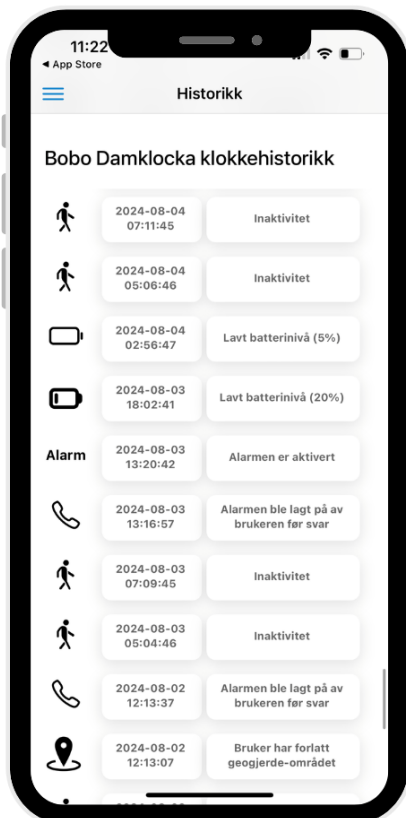 11:22
◀ App Store
Historikk
Bobo Damklocka klokkehistorikk
2024-08-04
07:11:45
Inaktivitet
2024-08-04
05:06:46
Inaktivitet
2024-08-04
02:56:47
Lavt batterinivå (5%)
2024-08-03
18:02:41
Lavt batterinivå (20%)
Alarm
2024-08-03
13:20:42
Alarmen er aktivert
2024-08-03
13:16:57
Alarmen ble lagt på av
brukeren før svar
2024-08-03
07:09:45
Inaktivitet
2024-08-03
05:04:46
Inaktivitet
2024-08-02
12:13:37
Alarmen ble lagt på av
brukeren før svar
2024-08-02
12:13:07
Bruker har forlatt
geogjerde-området